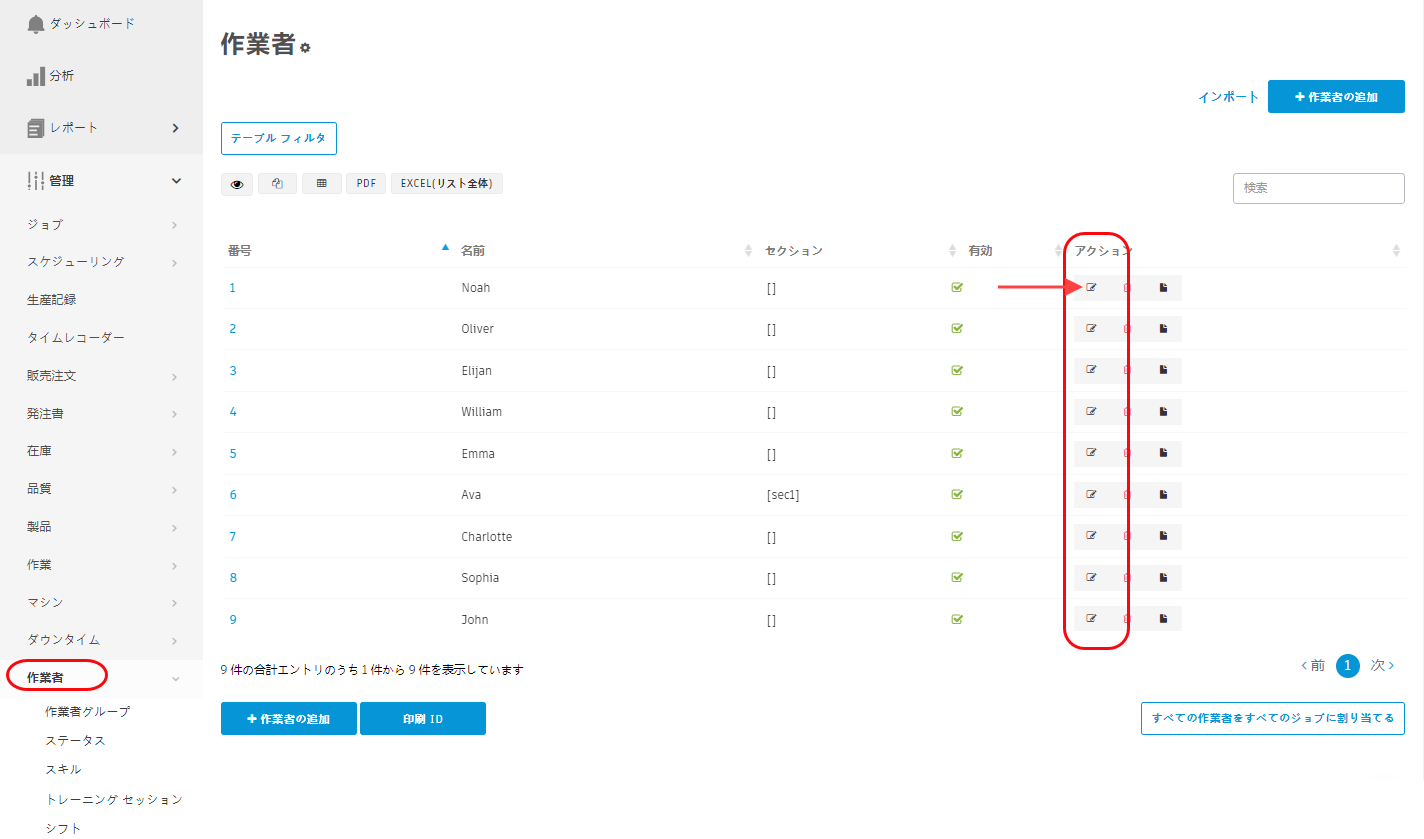 ダッシュボード
分析
レポート
管理
ジョブ
スケジューリング
生産記録
タイムレコーダー
販売注文
発注書
在庫
品質
製品
作業
マシン
ダウンタイム
作業者
作業者グループ
ステータス
スキル
トレーニング セッション
シフト
作業者
インポート
作業者の追加
テーブル フィルタ
PDF EXCEL(リスト全体)
検索
番号 名前 セクション 有効 アクション
1 Noah []
2 Oliver []
3 Elijan []
4 William []
5 Emma []
6 Ava [sec1]
7 Charlotte []
8 Sophia []
9 John []
9 件の合計エントリのうち 1 件から 9 件を表示しています
前 1 次
作業者の追加 印刷 ID
すべての作業者をすべてのジョブに割り当てる